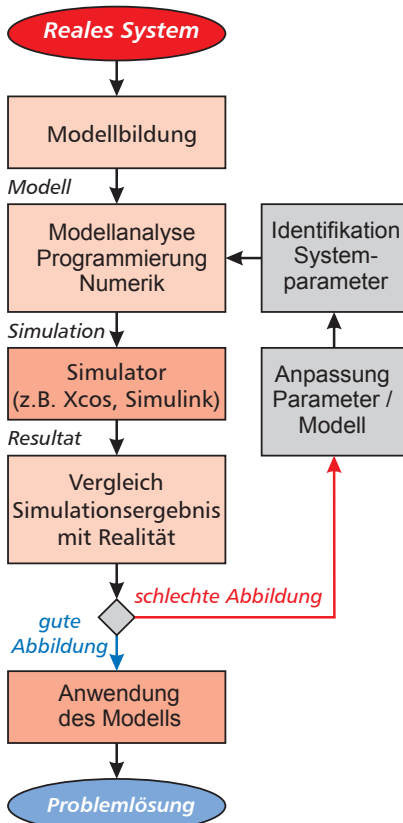 Reales System
Modellbildung
Modell
Modellanalyse
Programmierung
Numerik
Identifikation
System-
parameter
Simulation
Simulator
(z.B. Xcos, Simulink)
Anpassung
Parameter /
Modell
Resultat
Vergleich
Simulationsergebnis
mit Realität
schlechte Abbildung
gute
Abbildung
Anwendung
des Modells
Problemlösung